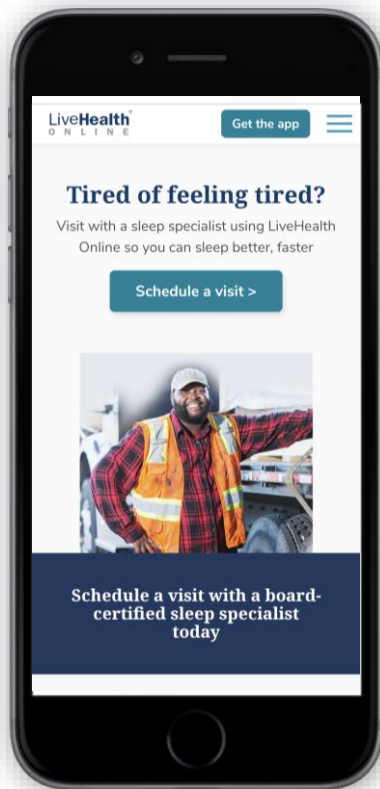 LiveHealth®
ONLINE
Get the app
Tired of feeling tired?
Visit with a sleep specialist using LiveHealth
Online so you can sleep better, faster
Schedule a visit >
Schedule a visit with a board-
certified sleep specialist
today